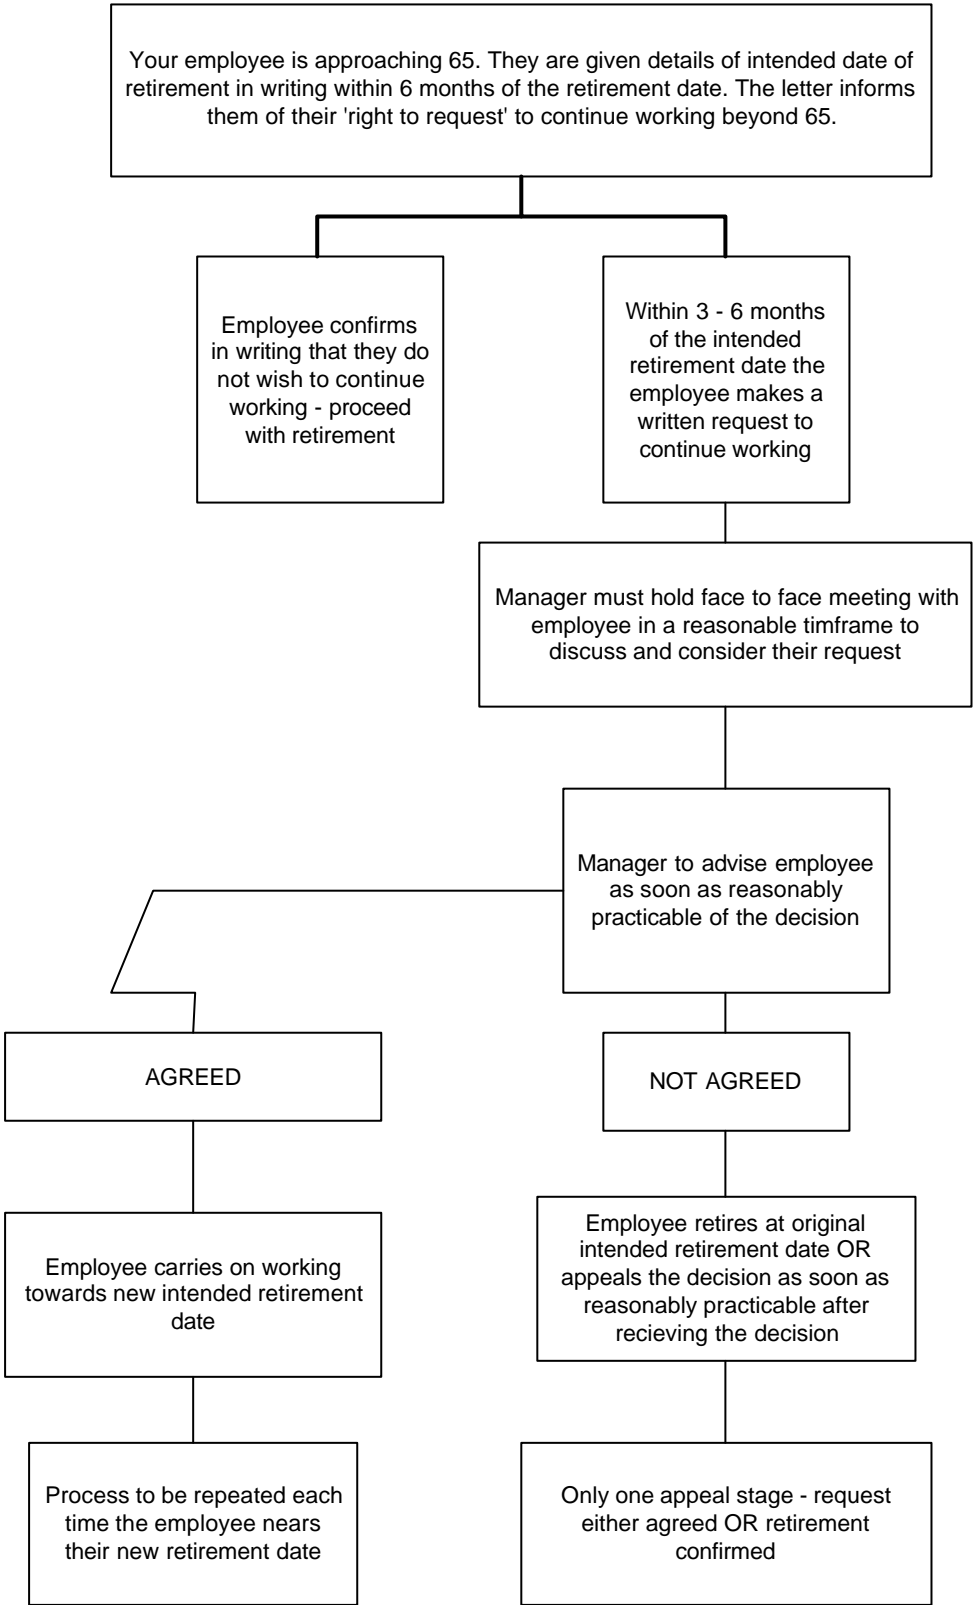 Your employee is approaching 65. They are given details of intended date of
retirement in writing within 6 months of the retirement date. The letter informs
them of their 'right to request' to continue working beyond 65.
Employee confirms
in writing that they do
not wish to continue
working - proceed
with retirement
Within 3 - 6 months
of the intended
retirement date the
employee makes a
written request to
continue working
Manager must hold face to face meeting with
employee in a reasonable timframe to
discuss and consider their request
Manager to advise employee
as soon as reasonably
practicable of the decision
AGREED
NOT AGREED
Employee carries on working
towards new intended retirement
date
Employee retires at original
intended retirement date OR
appeals the decision as soon as
reasonably practicable after
recieving the decision
Process to be repeated each
time the employee nears
their new retirement date
Only one appeal stage - request
either agreed OR retirement
confirmed